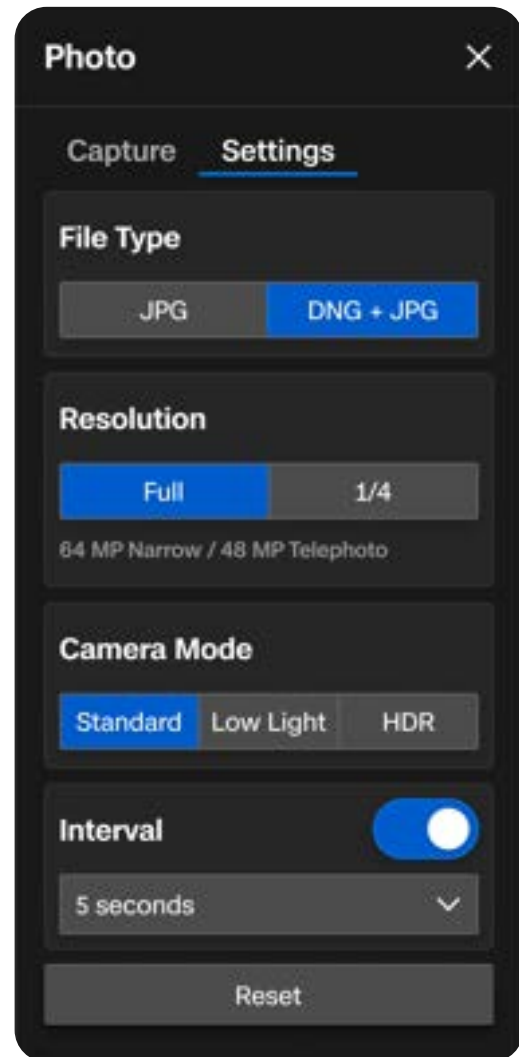 Photo
Capture Settings
File Type
JPG DNG + JPG
Resolution
Full 1/4
64 MP Narrow / 48 MP Telephoto
Camera Mode
Standard Low Light HDR
Interval
5 seconds
Reset